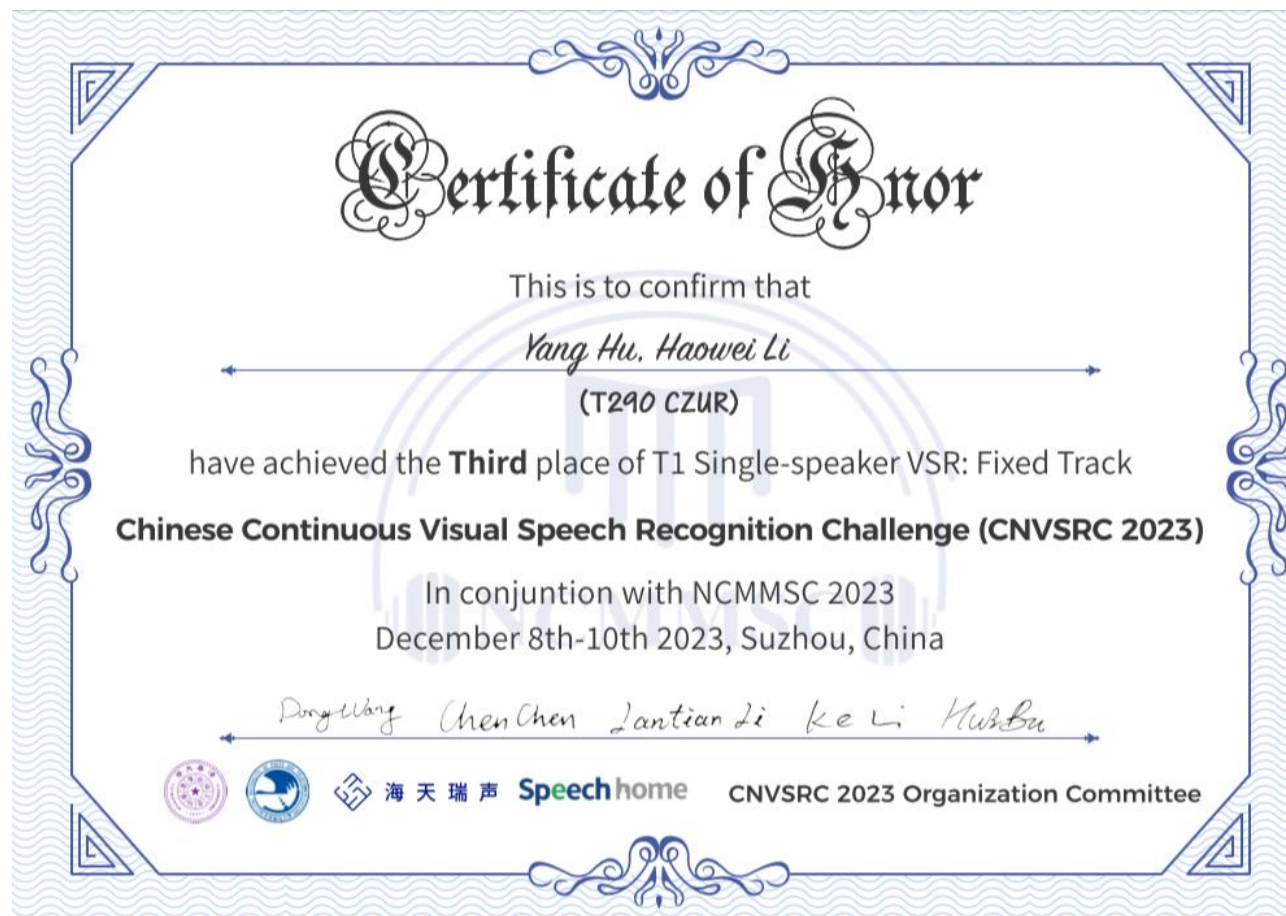 Certificate of Hnor
This is to confirm that
Yang Hu, Haowei Li
(T290 CZUR)
have achieved the Third place of T1 Single-speaker VSR: Fixed Track
Chinese Continuous Visual Speech Recognition Challenge (CNVSRC 2023)
In conjuntion with NCMMSC 2023
December 8th-10th 2023, Suzhou, China
NCMMSC
Dong Wang Chen Chen Lantian Li Ke Li Hui Bu
海天瑞声 Speechhome CNVSRC 2023 Organization Committee